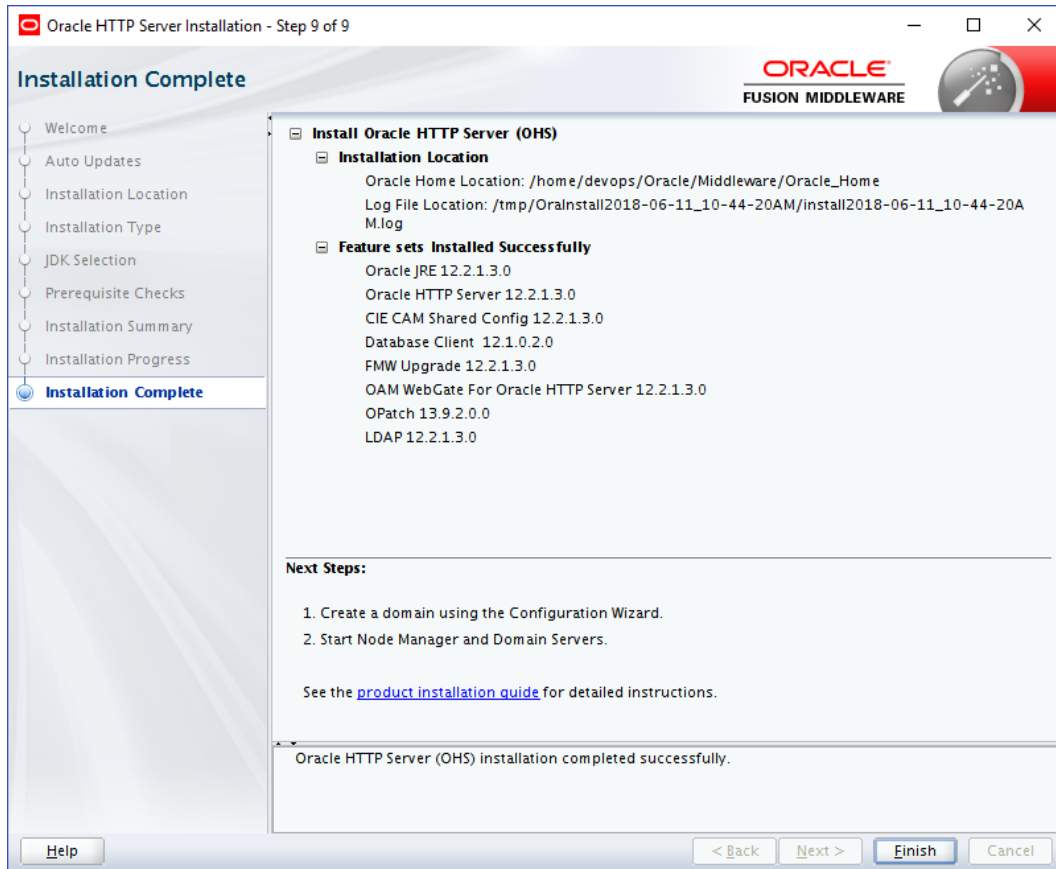 Oracle HTTP Server Installation - Step 9 of 9
Installation Complete
ORACLE
FUSION MIDDLEWARE
Welcome
Auto Updates
Installation Location
Installation Type
JDK Selection
Prerequisite Checks
Installation Summary
Installation Progress
Installation Complete
Install Oracle HTTP Server (OHS)
Installation Location
Oracle Home Location: /home/devops/Oracle/Middleware/Oracle_Home
Log File Location: /tmp/OraInstall2018-06-11_10-44-20AM/install2018-06-11_10-44-20A
M.log
Feature sets Installed Successfully
Oracle JRE 12.2.1.3.0
Oracle HTTP Server 12.2.1.3.0
CIE CAM Shared Config 12.2.1.3.0
Database Client 12.1.0.2.0
FMW Upgrade 12.2.1.3.0
OAM WebGate For Oracle HTTP Server 12.2.1.3.0
OPatch 13.9.2.0.0
LDAP 12.2.1.3.0
Next Steps:
1. Create a domain using the Configuration Wizard.
2. Start Node Manager and Domain Servers.
See the product installation guide for detailed instructions.
Oracle HTTP Server (OHS) installation completed successfully.
Help
< Back
Next >
Finish
Cancel